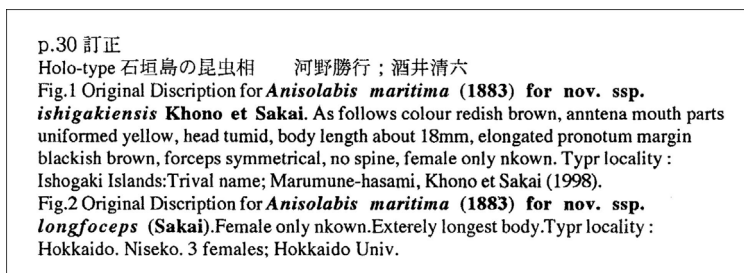 p.30 訂正
Holo-type 石垣島の昆虫相 河野勝行；酒井清六
Fig.1 Original Discription for Anisolabis maritima (1883) for nov. ssp.
ishigakiensis Khono et Sakai. As follows colour redish brown, anntena mouth parts
uniformed yellow, head tumid, body length about 18mm, elongated pronotum margin
blackish brown, forceps symmetrical, no spine, female only nkown. Typr locality :
Ishogaki Islands:Trival name; Marumune-hasami, Khono et Sakai (1998).
Fig.2 Original Discription for Anisolabis maritima (1883) for nov. ssp.
longfoceps (Sakai).Female only nkown.Exterely longest body.Typr locality :
Hokkaido. Niseko. 3 females; Hokkaido Univ.